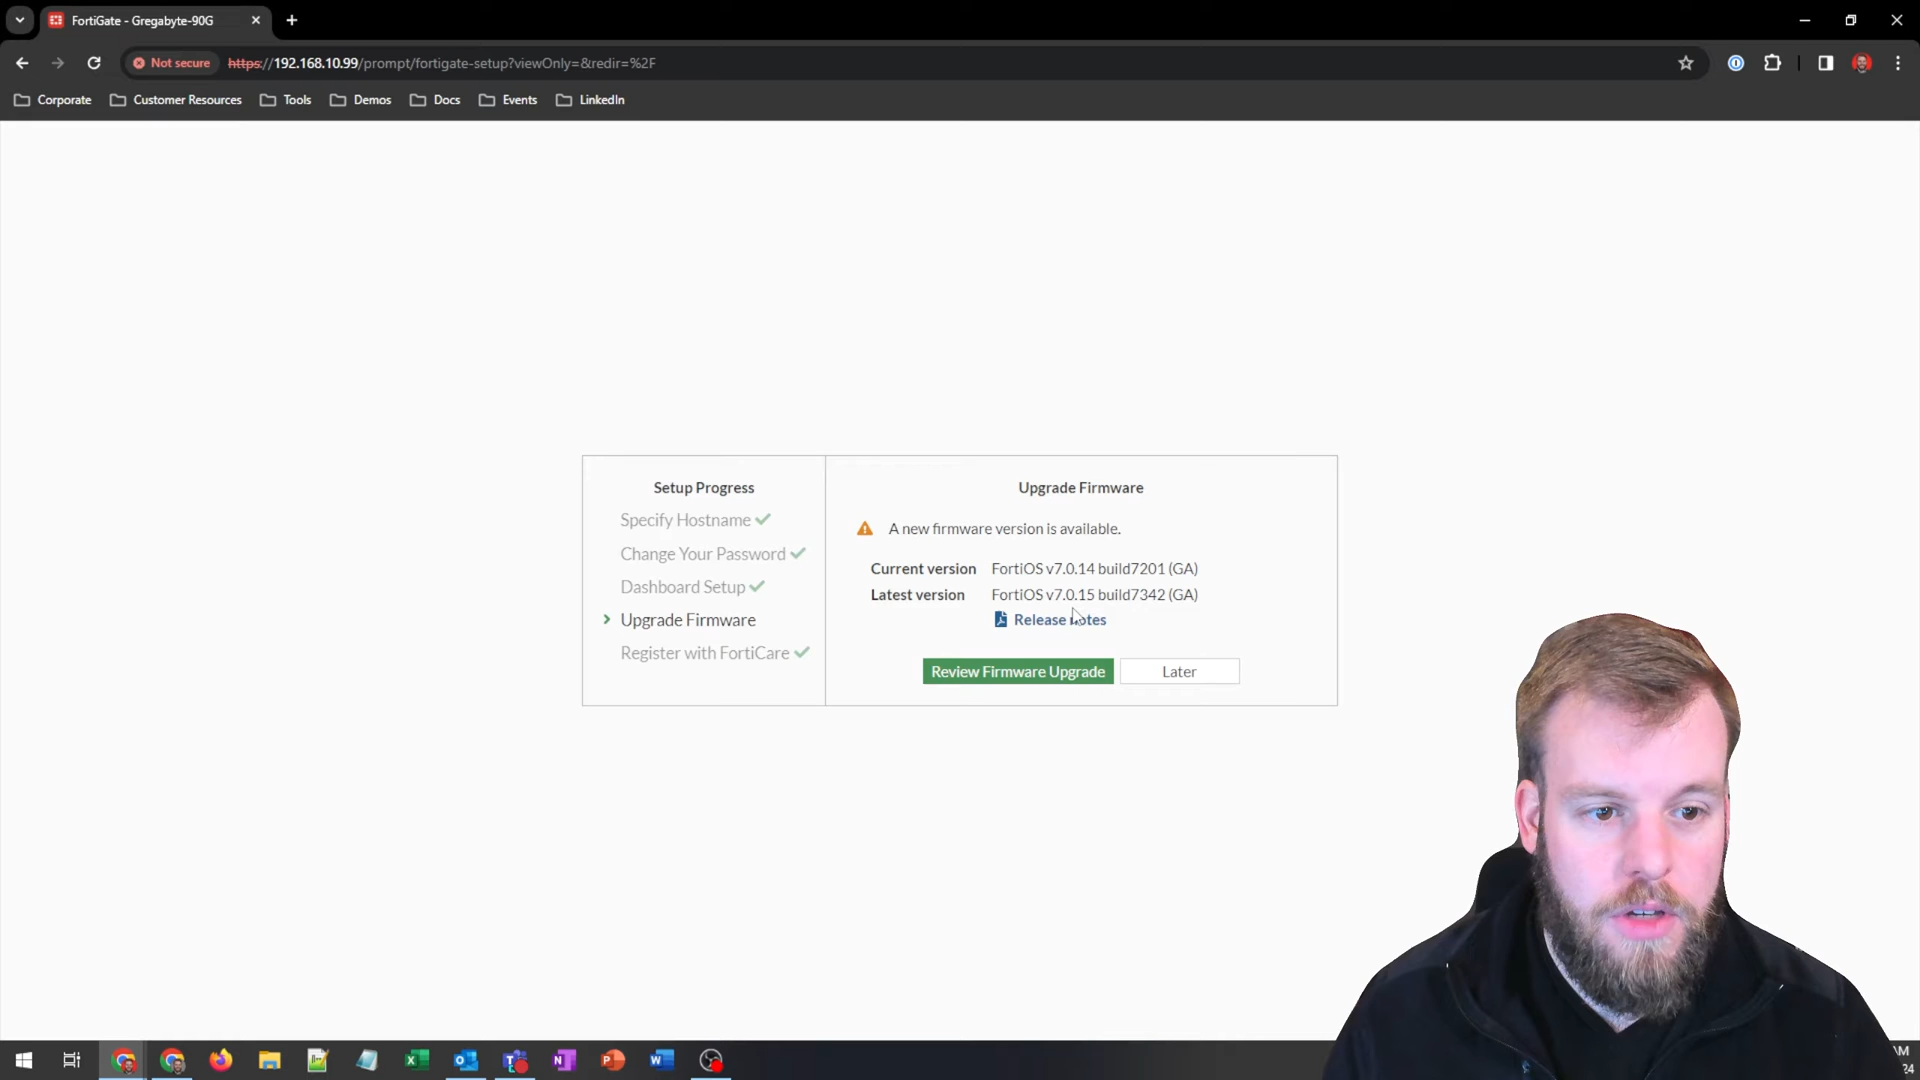 FortiGate - Gregabyte-90G
Not secure https://192.168.10.99/prompt/fortigate-setup?viewOnly=&redir=%2F
Corporate Customer Resources Tools Demos Docs Events LinkedIn
Setup Progress
Specify Hostname
Change Your Password
Dashboard Setup
Upgrade Firmware
Register with FortiCare
Upgrade Firmware
A new firmware version is available.
Current version FortiOS v7.0.14 build7201 (GA)
Latest version FortiOS v7.0.15 build7342 (GA)
Release Notes
Review Firmware Upgrade Later